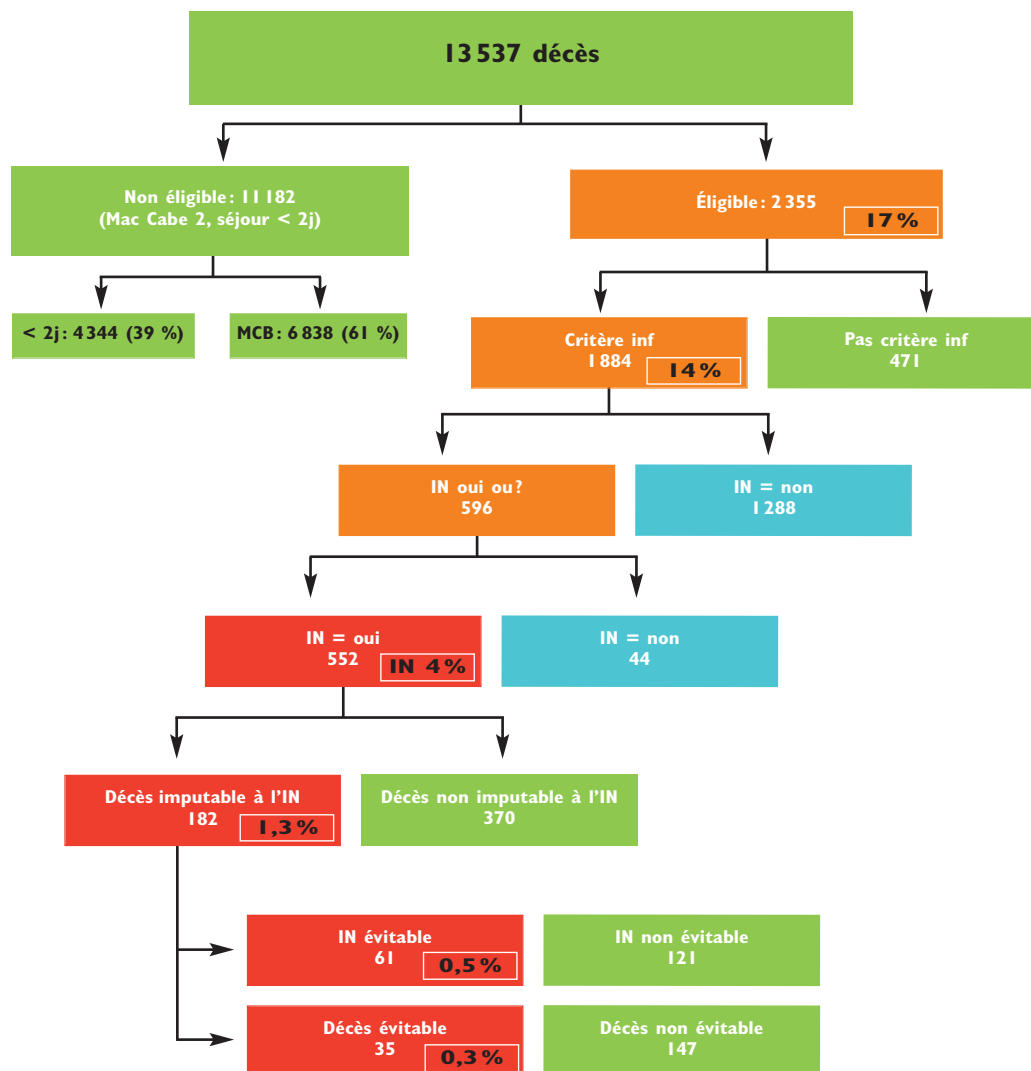 13 537 décès
Non éligible : 11 182
(Mac Cabe 2, séjour < 2j)
Éligible : 2 355
17 %
< 2j : 4 344 (39 %)
MCB : 6 838 (61 %)
Critère inf
1 884
14 %
Pas critère inf
471
IN oui ou ?
596
IN = non
1 288
IN = oui
552
IN 4 %
IN = non
44
Décès imputable à l'IN
182
1,3 %
Décès non imputable à l'IN
370
IN évitable
61
0,5 %
IN non évitable
121
Décès évitable
35
0,3 %
Décès non évitable
147